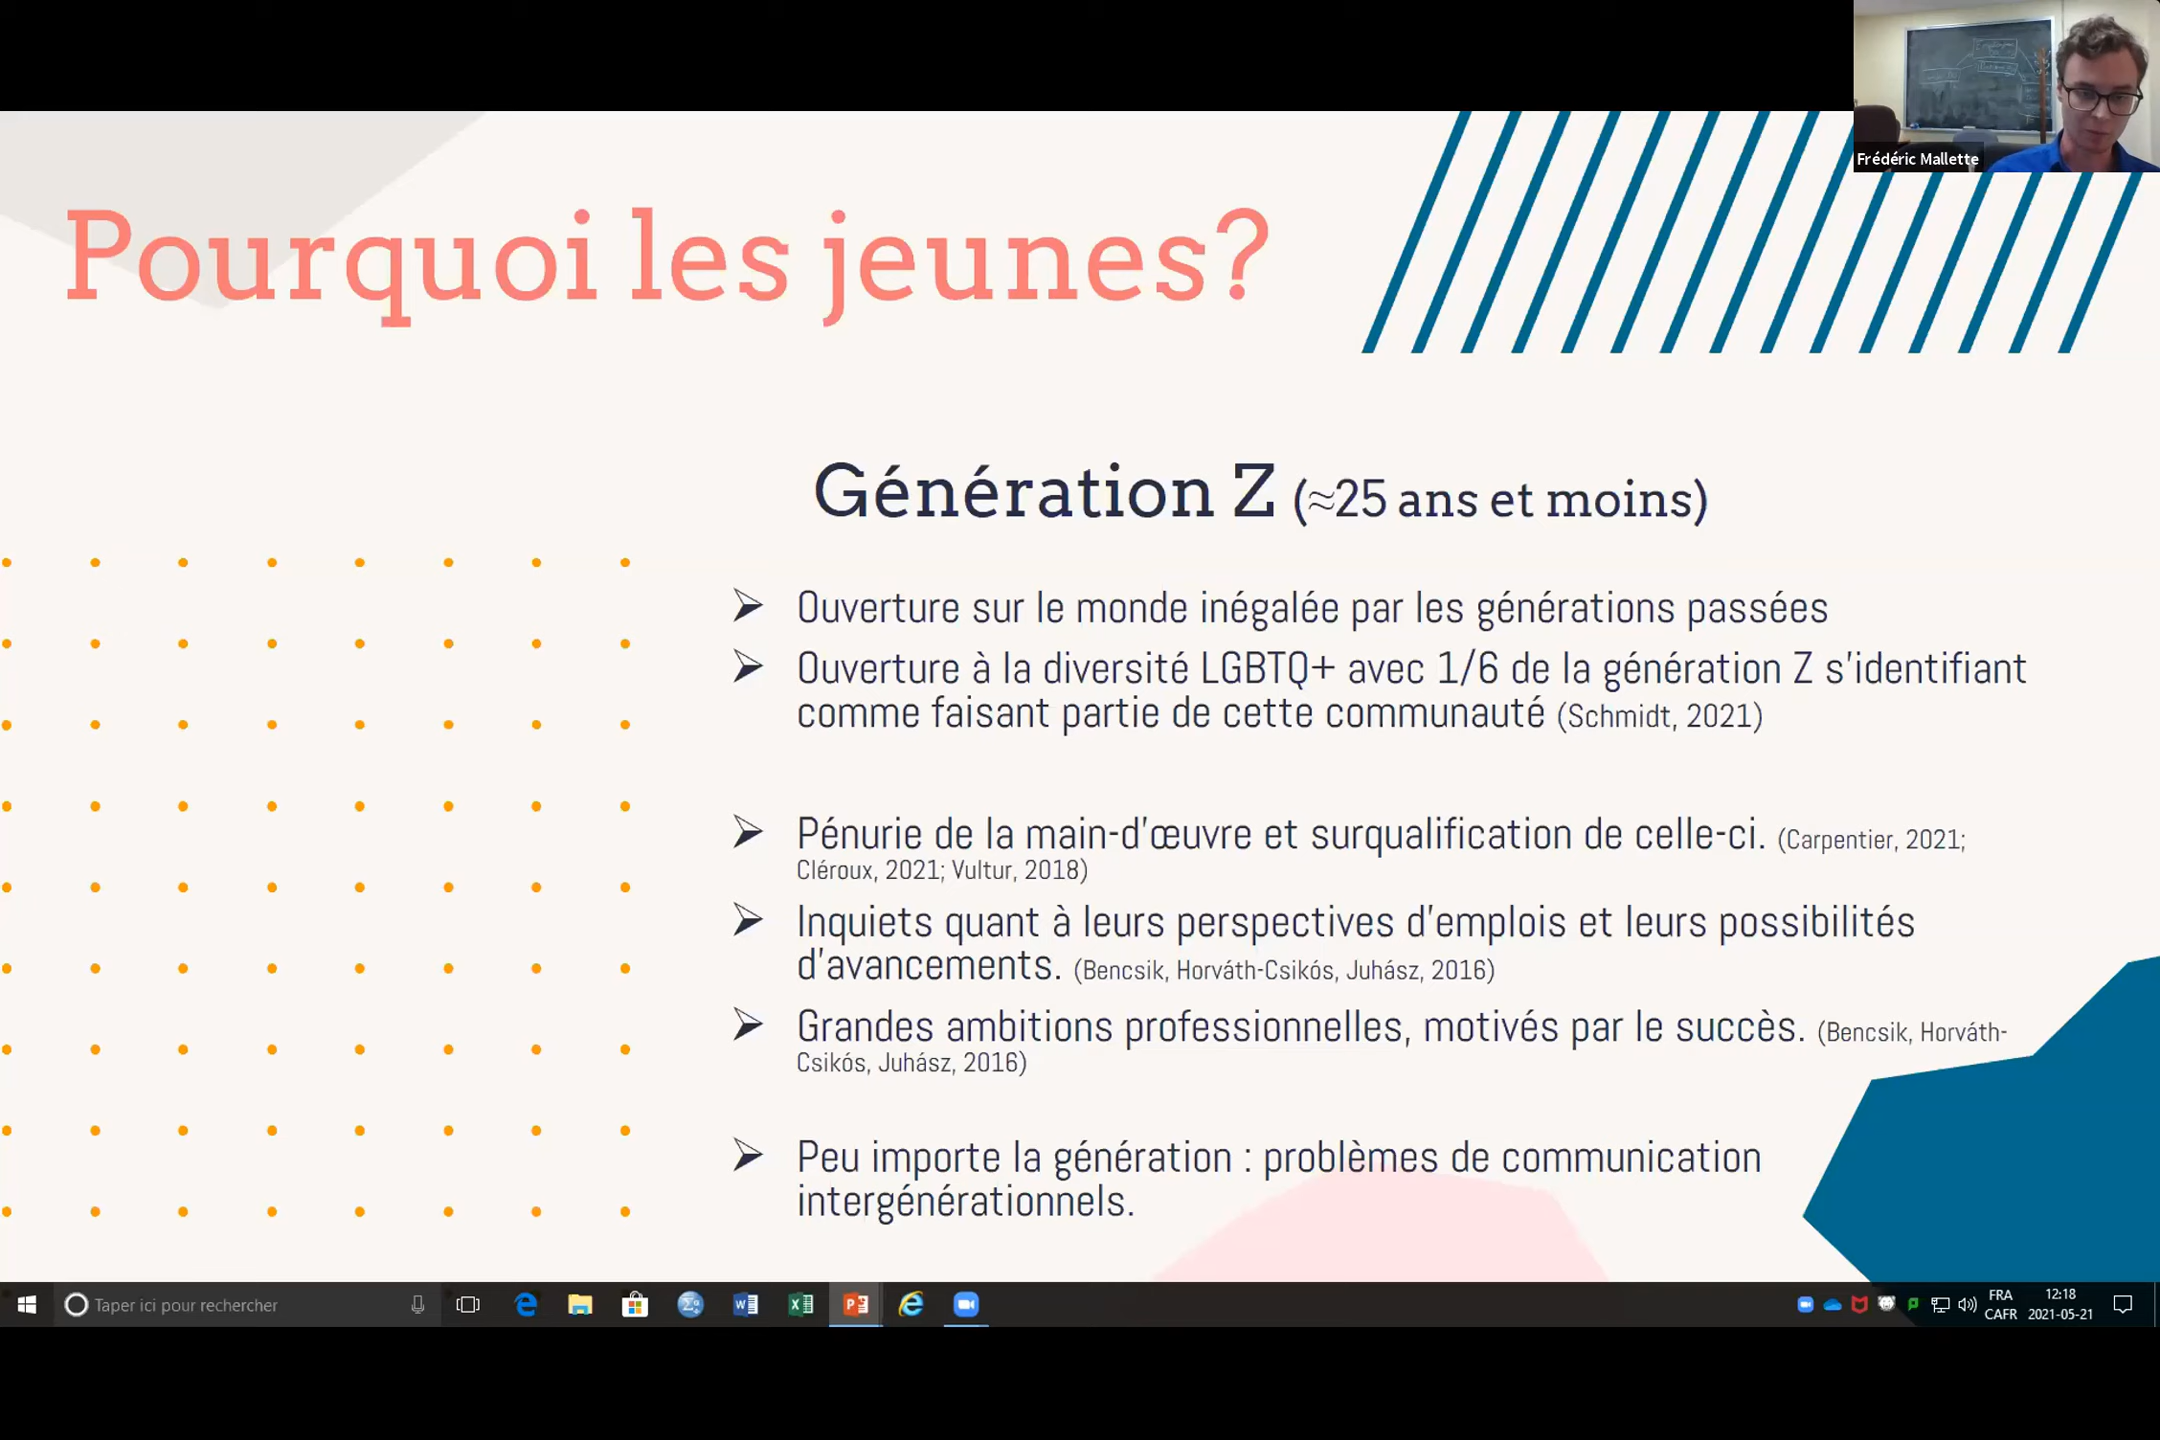 Frédéric Mallette
Pourquoi les jeunes?
Génération Z (≈25 ans et moins)
➢ Ouverture sur le monde inégalée par les générations passées
➢ Ouverture à la diversité LGBTQ+ avec 1/6 de la génération Z s’identifiant
comme faisant partie de cette communauté (Schmidt, 2021)
➢ Pénurie de la main-d’œuvre et surqualification de celle-ci. (Carpentier, 2021;
Cléroux, 2021; Vultur, 2018)
➢ Inquiets quant à leurs perspectives d’emplois et leurs possibilités
d’avancements. (Bencsik, Horváth-Csikós, Juhász, 2016)
➢ Grandes ambitions professionnelles, motivés par le succès. (Bencsik, Horváth-
Csikós, Juhász, 2016)
➢ Peu importe la génération : problèmes de communication
intergénérationnels.
Taper ici pour rechercher
FRA
CAFR
12:18
2021-05-21